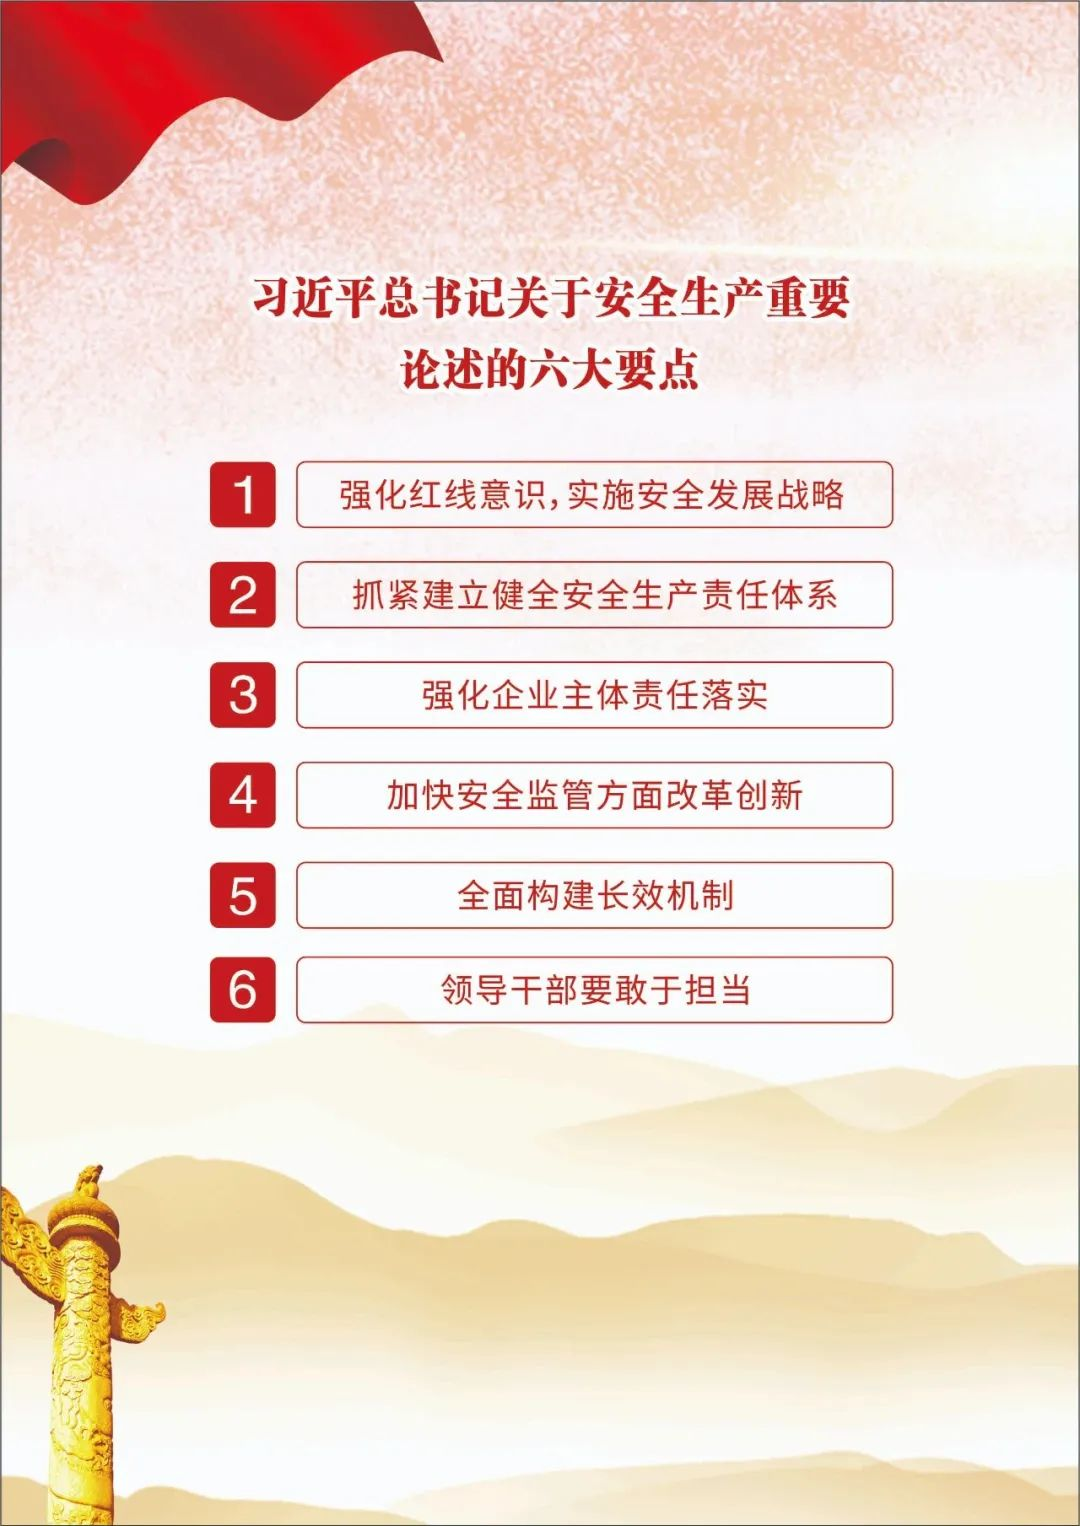 习近平总书记关于安全生产重要
论述的六大要点
1 强化红线意识，实施安全发展战略
2 抓紧建立健全安全生产责任体系
3 强化企业主体责任落实
4 加快安全监管方面改革创新
5 全面构建长效机制
6 领导干部要敢于担当